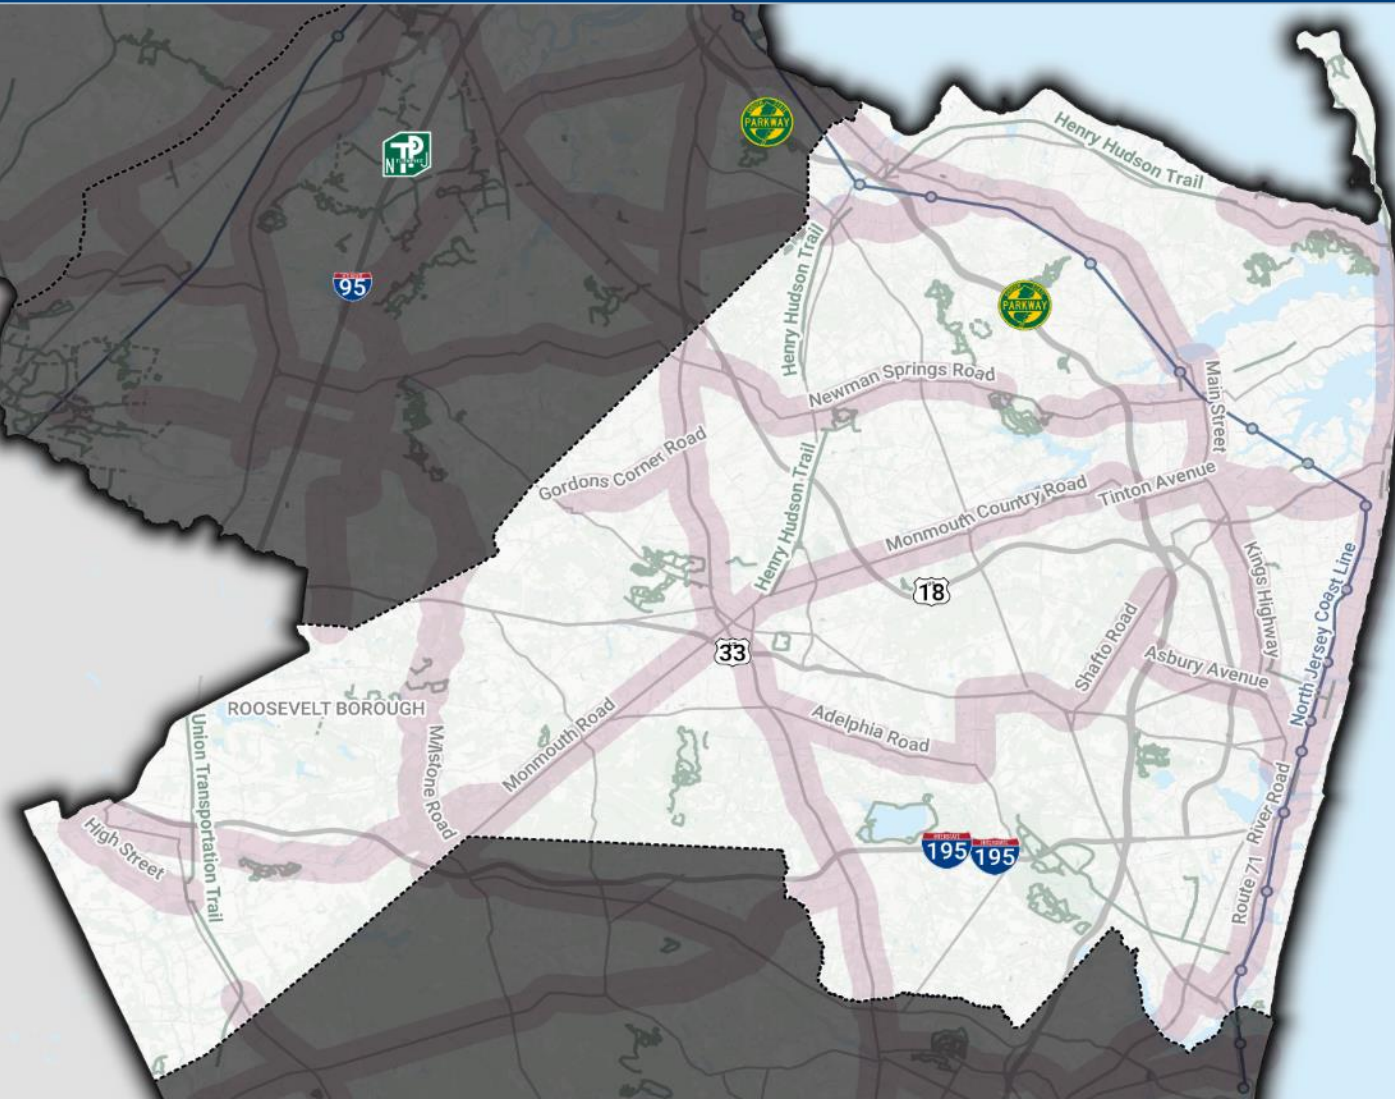 PARKWAY
Henry Hudson Trail
N TP J
95
Henry Hudson Trail
PARKWAY
Newman Springs Road
Main Street
Gordons Corner Road
Henry Hudson Trail
Monmouth Country Road
Tinton Avenue
Kings Highway
North Jersey Coast Line
18
33
Shafto Road
Asbury Avenue
ROOSEVELT BOROUGH
Union Transportation Trail
Millstone Road
Monmouth Road
Adelphia Road
High Street
195
195
Route 71
River Road